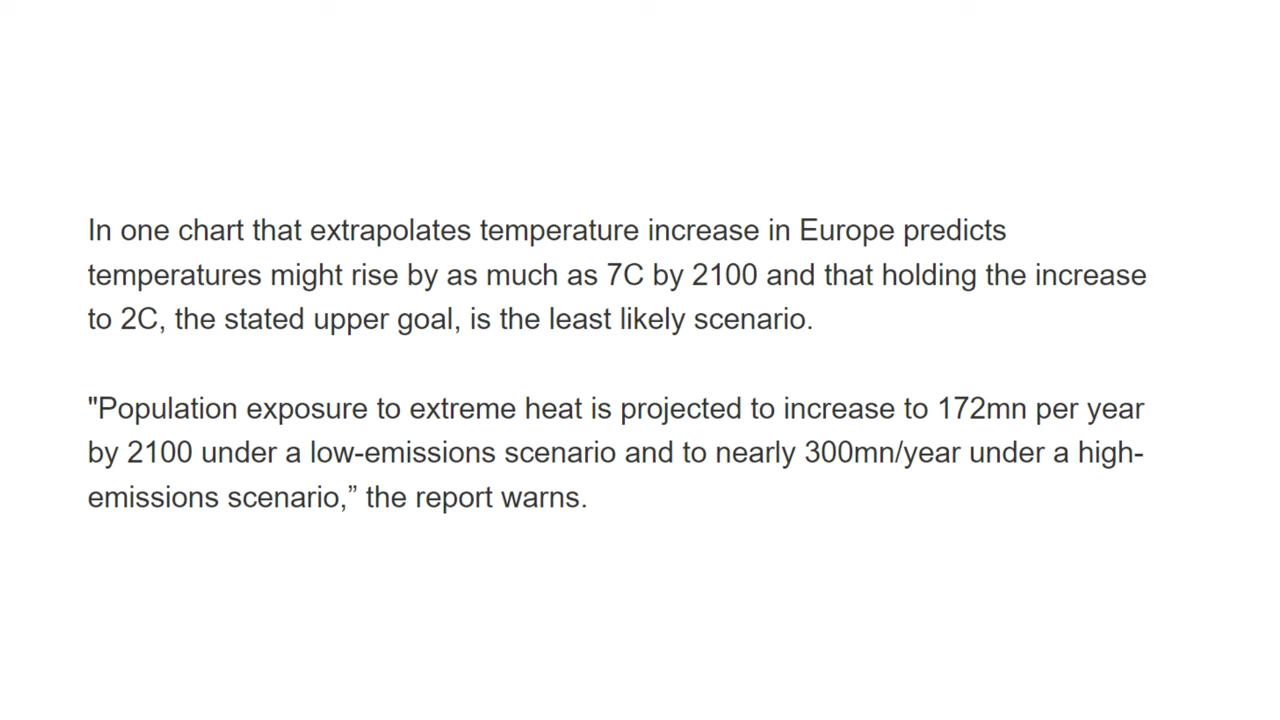 In one chart that extrapolates temperature increase in Europe predicts
temperatures might rise by as much as 7C by 2100 and that holding the increase
to 2C, the stated upper goal, is the least likely scenario.
"Population exposure to extreme heat is projected to increase to 172mn per year
by 2100 under a low-emissions scenario and to nearly 300mn/year under a high-
emissions scenario,” the report warns.